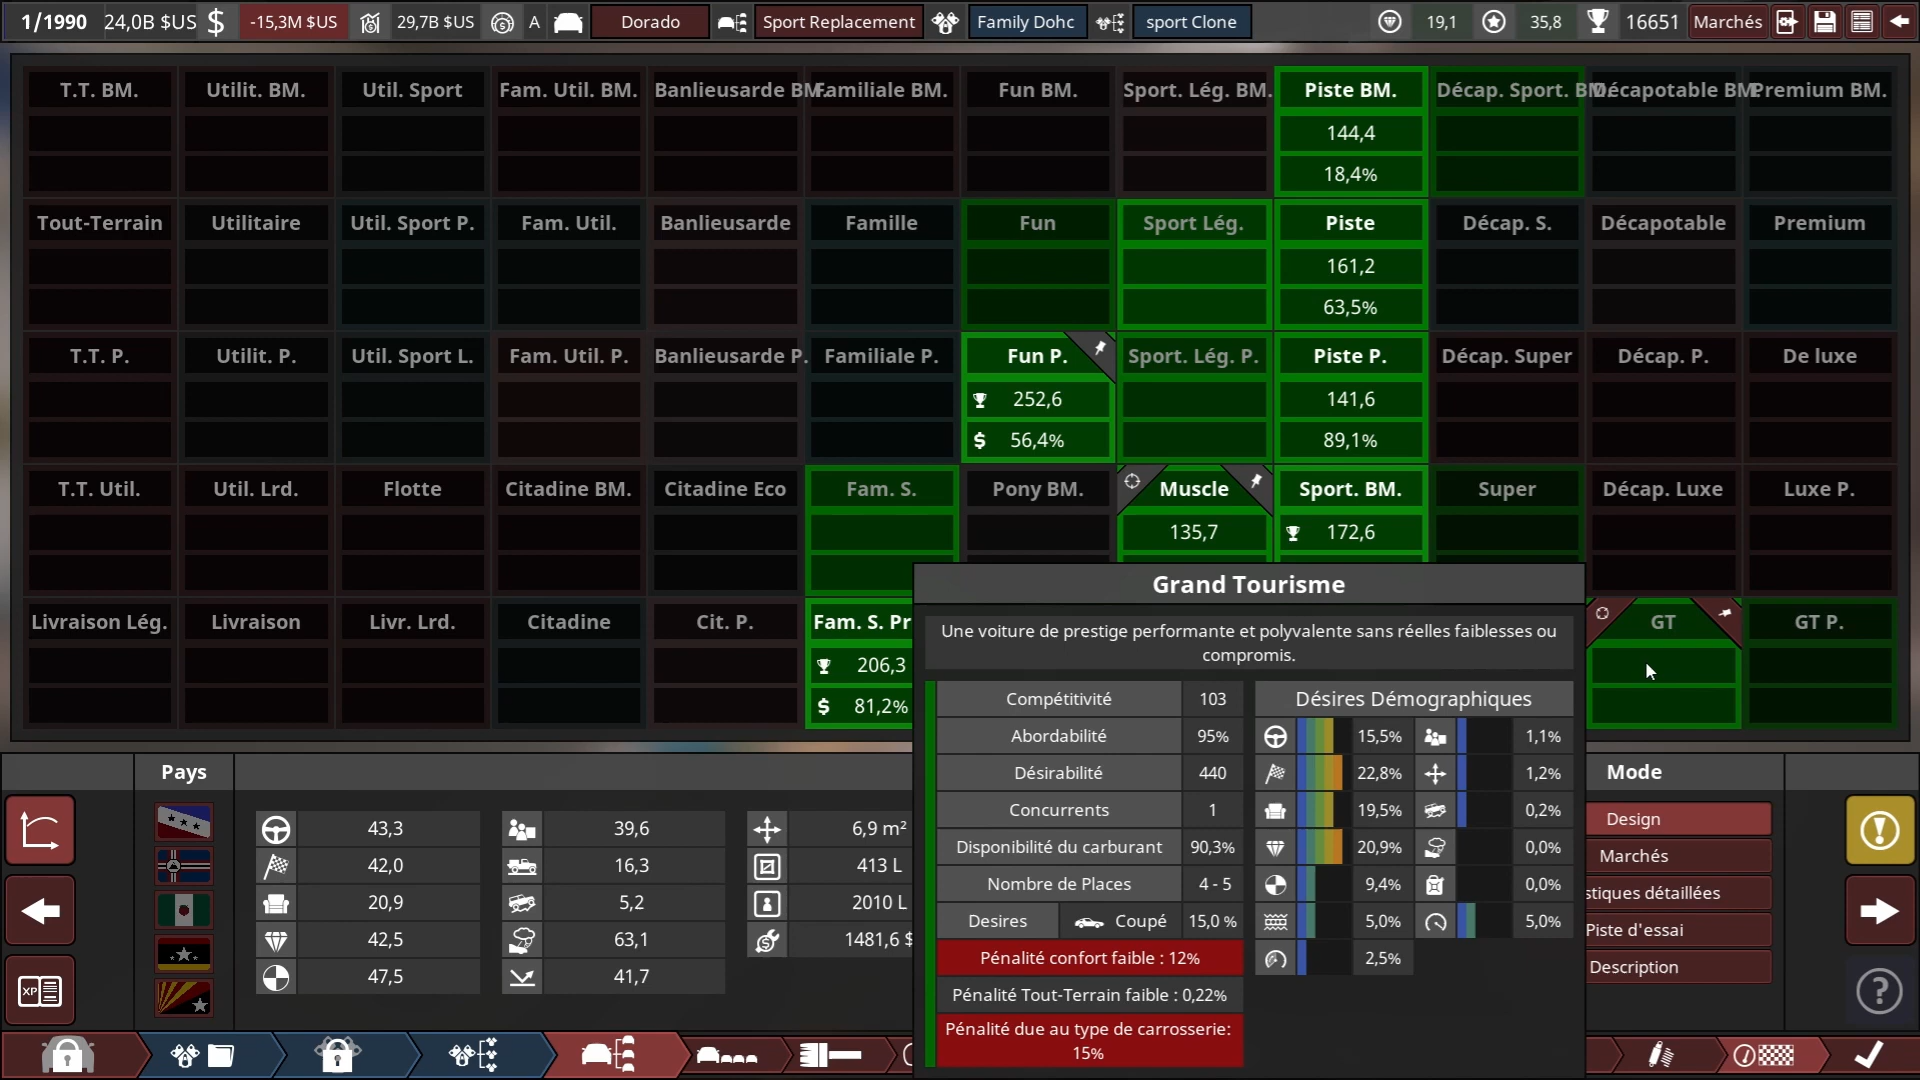 1/1990 24,0B $US -15,3M $US 29,7B $US A Dorado Sport Replacement Family Dohc sport Clone 19,1 35,8 16651 Marchés
T.T. BM. Utilit. BM. Util. Sport Fam. Util. BM. Banlieusarde BM. Familiale BM. Fun BM. Sport. Lég. BM. Piste BM. Décap. Sport. BM. Décapotable BM. Premium BM.
144,4
18,4%
Tout-Terrain Utilitaire Util. Sport P. Fam. Util. Banlieusarde Famille Fun Sport Lég. Piste Décap. S. Décapotable Premium
161,2
63,5%
T.T. P. Utilit. P. Util. Sport L. Fam. Util. P. Banlieusarde P. Familiale P. Fun P. Sport. Lég. P. Piste P. Décap. Super Décap. P. De luxe
252,6 141,6
$ 56,4% 89,1%
T.T. Util. Util. Lrd. Flotte Citadine BM. Citadine Eco Fam. S. Pony BM. Muscle Sport. BM. Super Décap. Luxe Luxe P.
135,7 172,6
Livraison Lég. Livraison Livr. Lrd. Citadine Cit. P. Fam. S. Pr GT GT P.
206,3
$ 81,2%
Grand Tourisme
Une voiture de prestige performante et polyvalente sans réelles faiblesses ou
compromis.
Compétitivité 103 Désires Démographiques
Abordabilité 95% 15,5% 1,1%
Désirabilité 440 22,8% 1,2%
Concurrents 1 19,5% 0,2%
Disponibilité du carburant 90,3% 20,9% 0,0%
Nombre de Places 4 - 5 9,4% 0,0%
Desires Coupé 15,0 % 5,0% 5,0%
Pénalité confort faible : 12% 2,5%
Pénalité Tout-Terrain faible : 0,22%
Pénalité due au type de carrosserie:
15%
Pays
43,3 39,6 6,9 m²
42,0 16,3 413 L
20,9 5,2 2010 L
42,5 63,1 1481,6 $
47,5 41,7
XP
Mode
Design
Marchés
stiques détaillées
Piste d'essai
Description
?